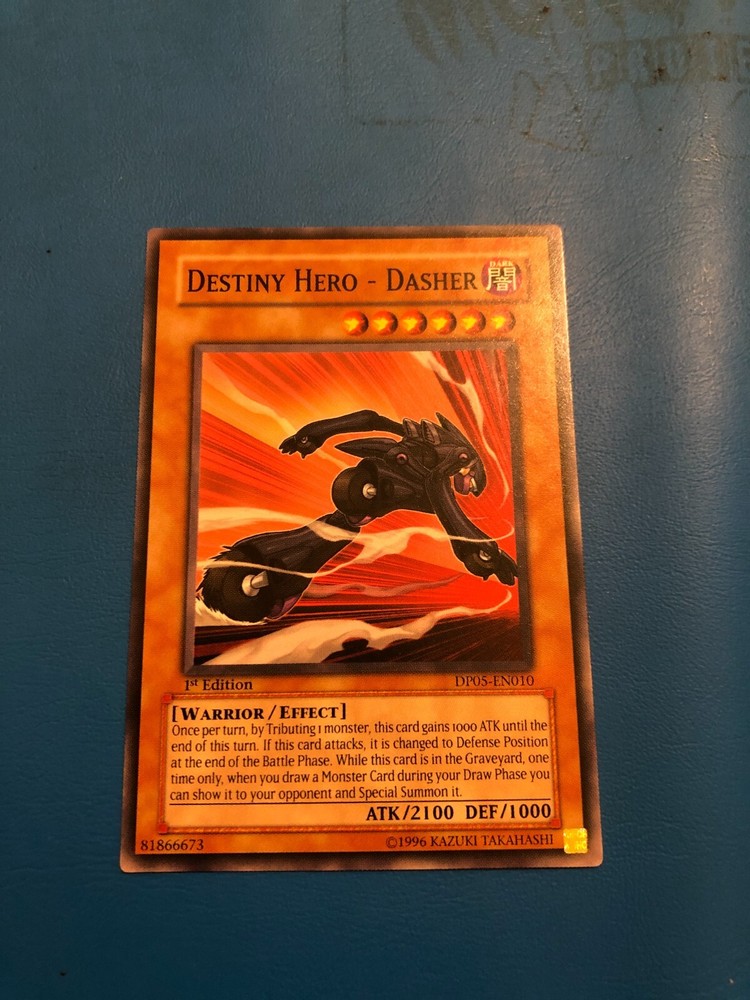 DESTINY HERO - DASHER
DARK
闇
1st Edition
DP05-EN010
[WARRIOR/EFFECT]
Once per turn, by Tributing 1 monster, this card gains 1000 ATK until the
end of this turn. If this card attacks, it is changed to Defense Position
at the end of the Battle Phase. While this card is in the Graveyard, one
time only, when you draw a Monster Card during your Draw Phase you
can show it to your opponent and Special Summon it.
ATK/2100 DEF/1000
81866673
©1996 KAZUKI TAKAHASHI